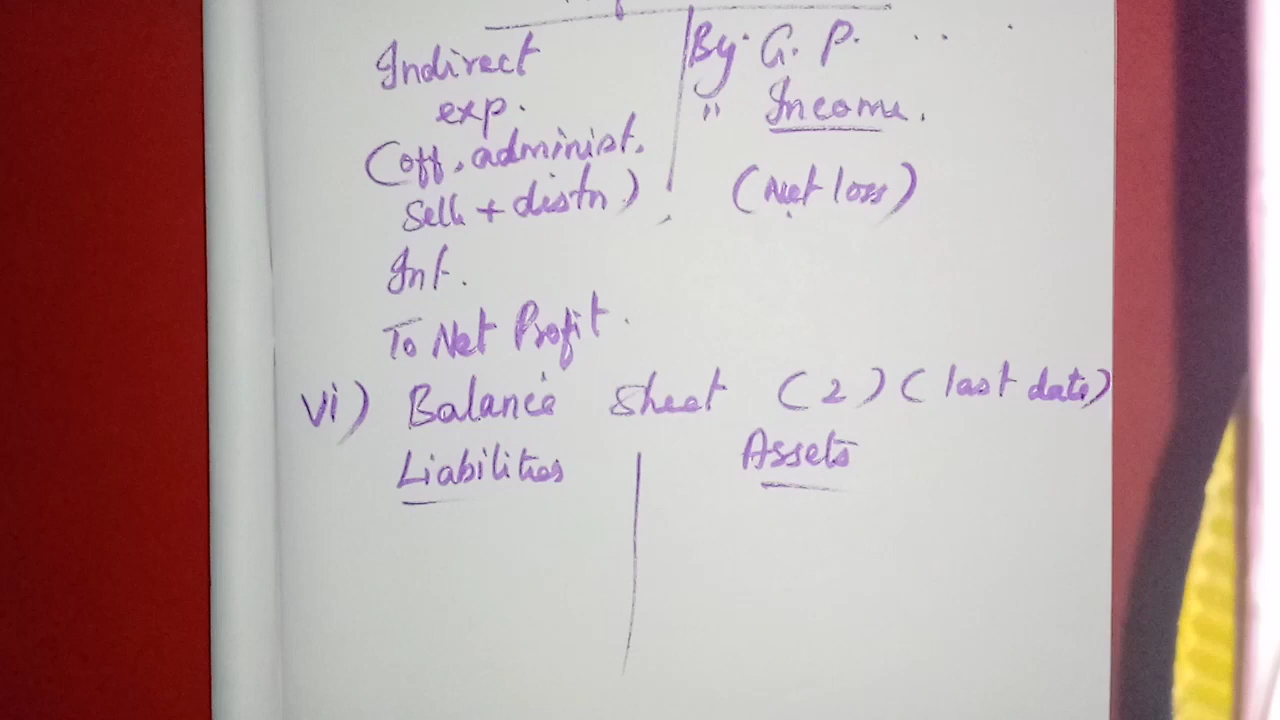 Indirect
exp.
(off. administ.
Sell + distn)
Int.
To Net Profit.
By. G. P. ..
" Income.
(Net loss)
vi) Balance Sheet (2) (last date)
Liabilities
Assets